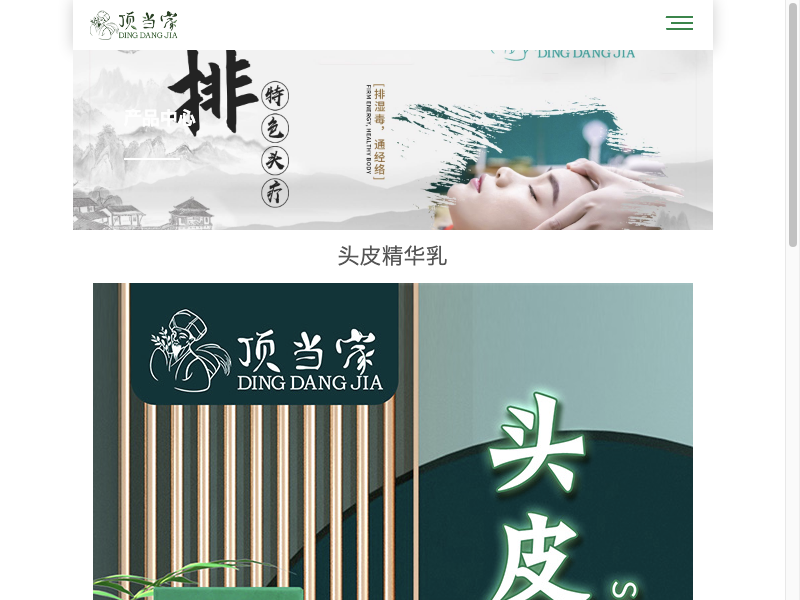 顶当家
DING DANG JIA
DING DANG JIA
排
特色头疗
[排湿毒，通经络]
FIRM ENERGY, HEALTHY BODY
产品中心
头皮精华乳
顶当家
DING DANG JIA
头皮
S